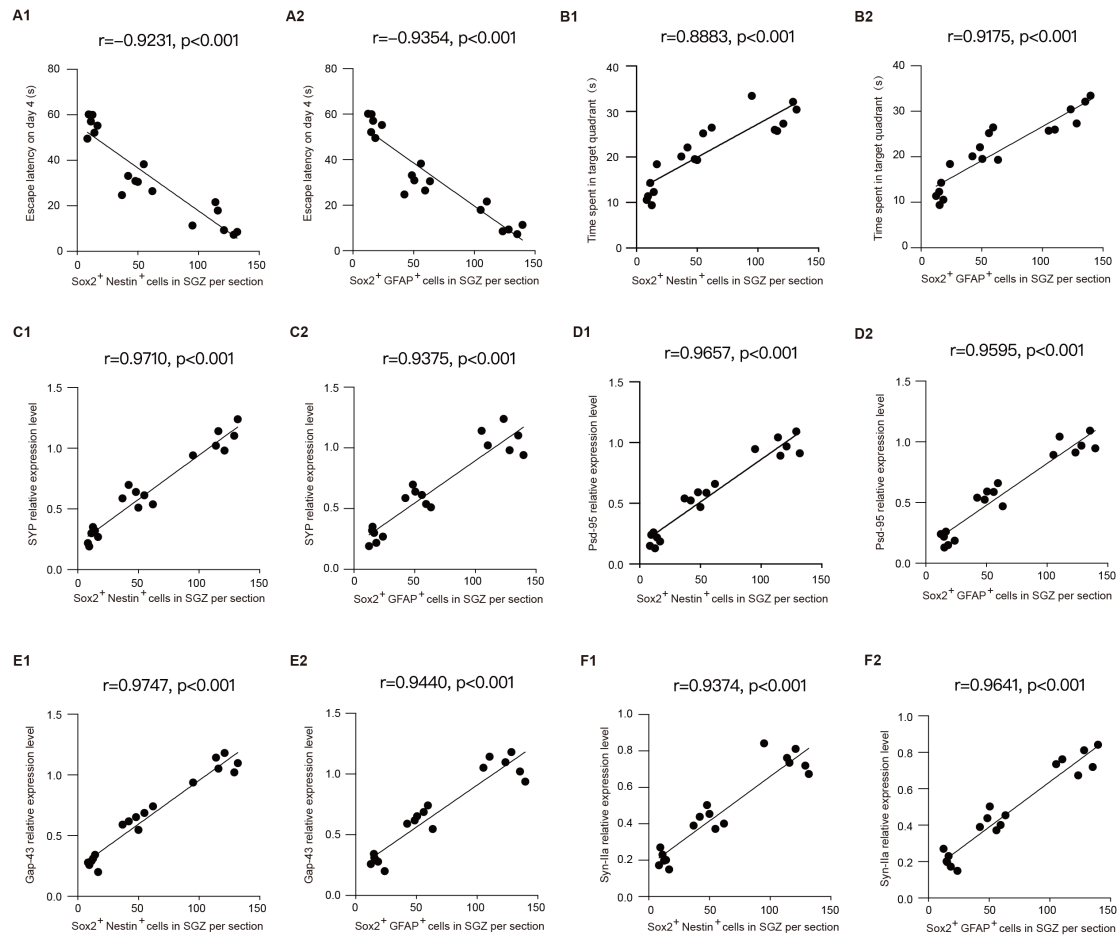 A1
r=−0.9231, p<0.001
Escape latency on day 4 (s)
80
60
40
20
0
0 50 100 150
Sox2+ Nestin+ cells in SGZ per section
A2
r=−0.9354, p<0.001
Escape latency on day 4 (s)
80
60
40
20
0
0 50 100 150
Sox2+ GFAP+ cells in SGZ per section
B1
r=0.8883, p<0.001
Time spent in target quadrant (s)
40
30
20
10
0
0 50 100 150
Sox2+ Nestin+ cells in SGZ per section
B2
r=0.9175, p<0.001
Time spent in target quadrant (s)
40
30
20
10
0
0 50 100 150
Sox2+ GFAP+ cells in SGZ per section
C1
r=0.9710, p<0.001
SYP relative expression level
1.5
1.0
0.5
0.0
0 50 100 150
Sox2+ Nestin+ cells in SGZ per section
C2
r=0.9375, p<0.001
SYP relative expression level
1.5
1.0
0.5
0.0
0 50 100 150
Sox2+ GFAP+ cells in SGZ per section
D1
r=0.9657, p<0.001
Psd-95 relative expression level
1.5
1.0
0.5
0.0
0 50 100 150
Sox2+ Nestin+ cells in SGZ per section
D2
r=0.9595, p<0.001
Psd-95 relative expression level
1.5
1.0
0.5
0.0
0 50 100 150
Sox2+ GFAP+ cells in SGZ per section
E1
r=0.9747, p<0.001
Gap-43 relative expression level
1.5
1.0
0.5
0.0
0 50 100 150
Sox2+ Nestin+ cells in SGZ per section
E2
r=0.9440, p<0.001
Gap-43 relative expression level
1.5
1.0
0.5
0.0
0 50 100 150
Sox2+ GFAP+ cells in SGZ per section
F1
r=0.9374, p<0.001
Syn-IIa relative expression level
1.0
0.8
0.6
0.4
0.2
0.0
0 50 100 150
Sox2+ Nestin+ cells in SGZ per section
F2
r=0.9641, p<0.001
Syn-IIa relative expression level
1.0
0.8
0.6
0.4
0.2
0.0
0 50 100 150
Sox2+ GFAP+ cells in SGZ per section